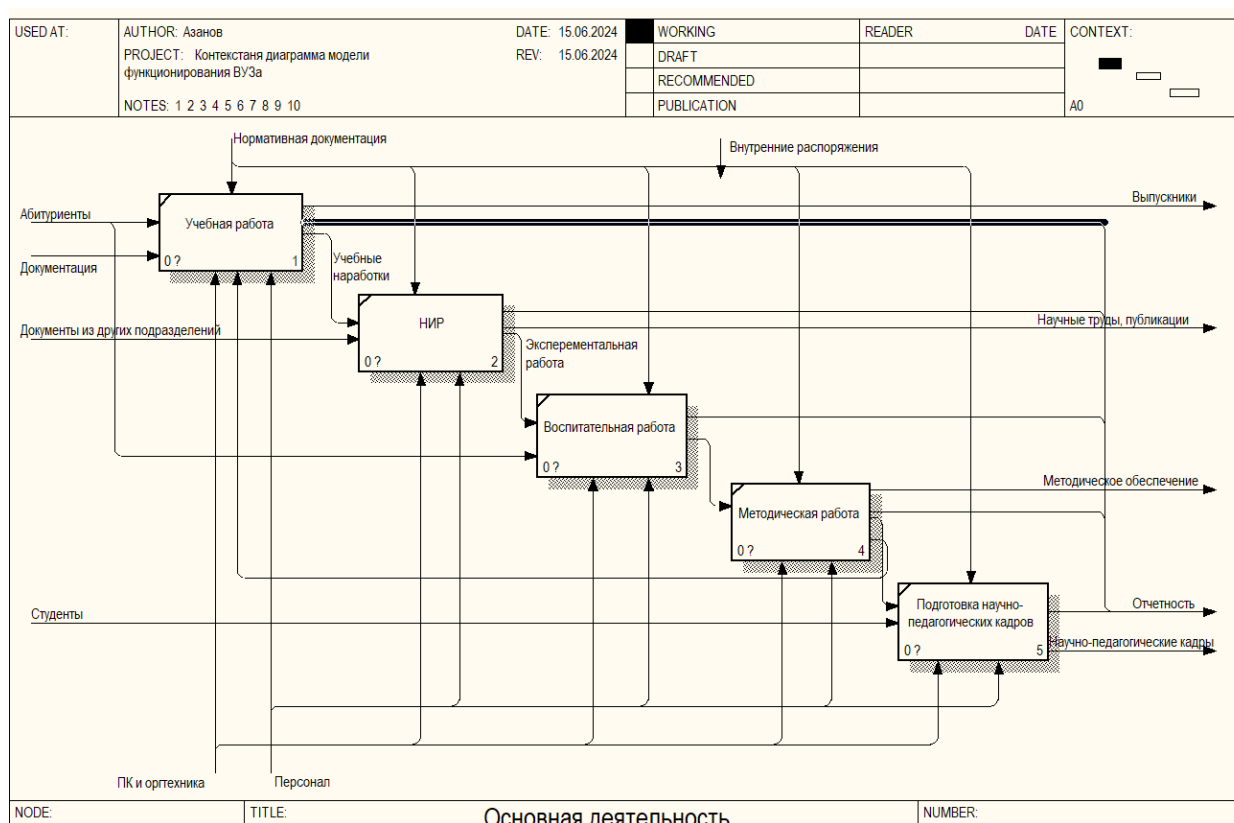 USED AT:
AUTHOR: Азанов
DATE: 15.06.2024
WORKING
READER
DATE
CONTEXT:
PROJECT: Контекстаня диаграмма модели
функционирования ВУЗа
REV: 15.06.2024
DRAFT
RECOMMENDED
NOTES: 1 2 3 4 5 6 7 8 9 10
PUBLICATION
A0
Нормативная документация
Внутренние распоряжения
Абитуриенты
Учебная работа
0 ?
1
Выпускники
Документация
Учебные
наработки
Документы из других подразделений
НИР
0 ?
2
Научные труды, публикации
Эксперементальная
работа
Воспитательная работа
0 ?
3
Методическое обеспечение
Методическая работа
0 ?
4
Студенты
Подготовка научно-
педагогических кадров
0 ?
5
Отчетность
Научно-педагогические кадры
ПК и оргтехника
Персонал
NODE:
TITLE:
Основная деятельность
NUMBER: